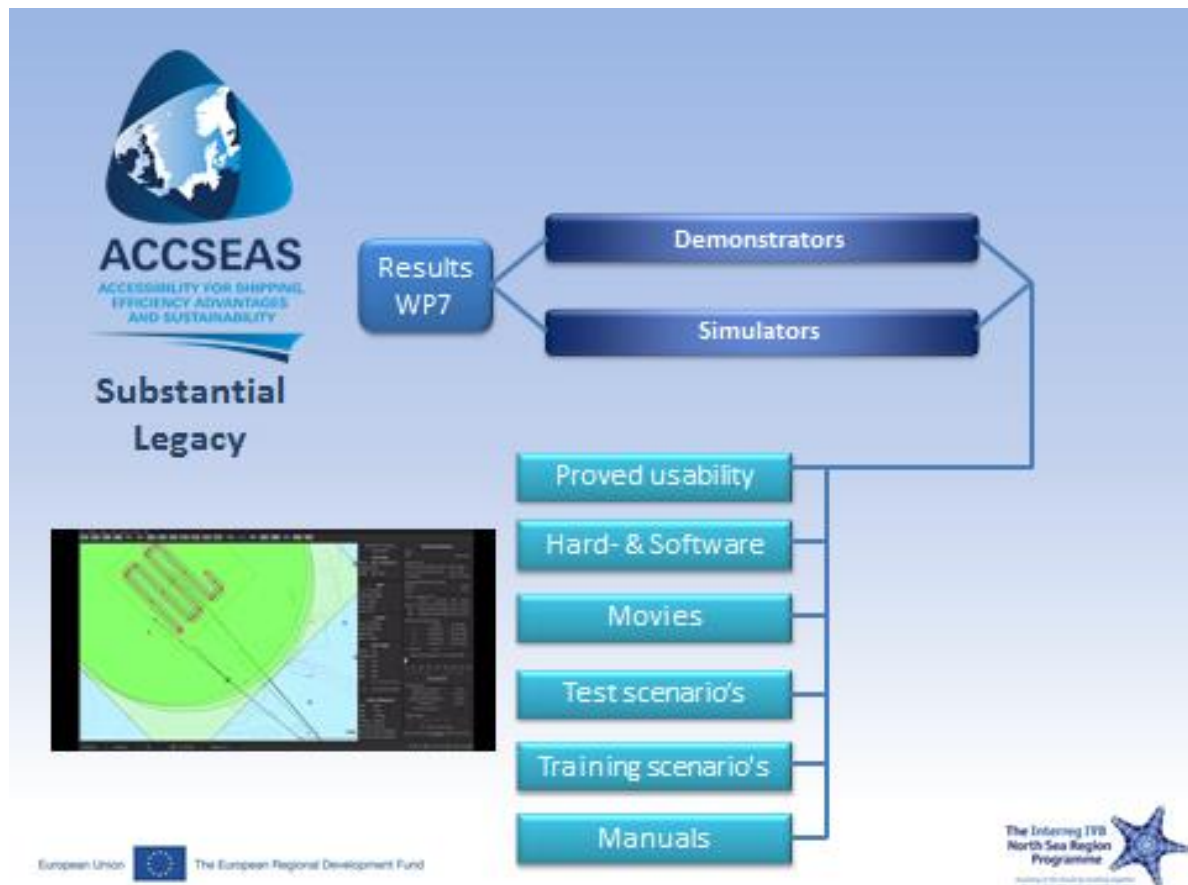 ACCSEAS
ACCESSIBILITY FOR SHIPPING,
EFFICIENCY ADVANTAGES
AND SUSTAINABILITY
Substantial
Legacy
Results
WP7
Demonstrators
Simulators
Proved usability
Hard- & Software
Movies
Test scenario's
Training scenario's
Manuals
European Union
The European Regional Development Fund
The Interreg IVB
North Sea Region
Programme